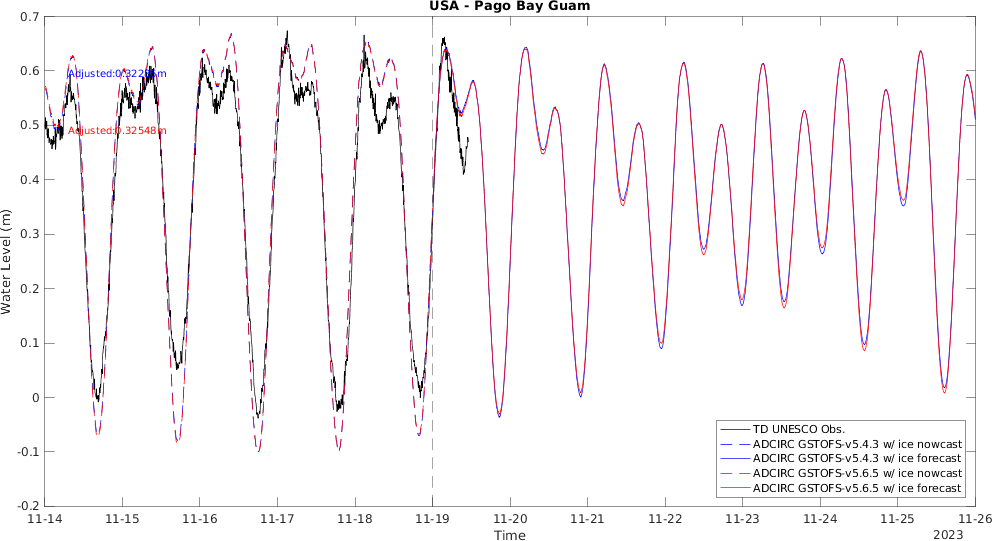 USA - Pago Bay Guam
0.7
0.6
0.5
0.4
0.3
0.2
0.1
0
-0.1
-0.2
Water Level (m)
Adjusted:0.32548m
TD UNESCO Obs.
ADCIRC GSTOFS-v5.4.3 w/ ice nowcast
ADCIRC GSTOFS-v5.4.3 w/ ice forecast
ADCIRC GSTOFS-v5.6.5 w/ ice nowcast
ADCIRC GSTOFS-v5.6.5 w/ ice forecast
11-14 11-15 11-16 11-17 11-18 11-19 11-20 11-21 11-22 11-23 11-24 11-25 11-26
Time
2023